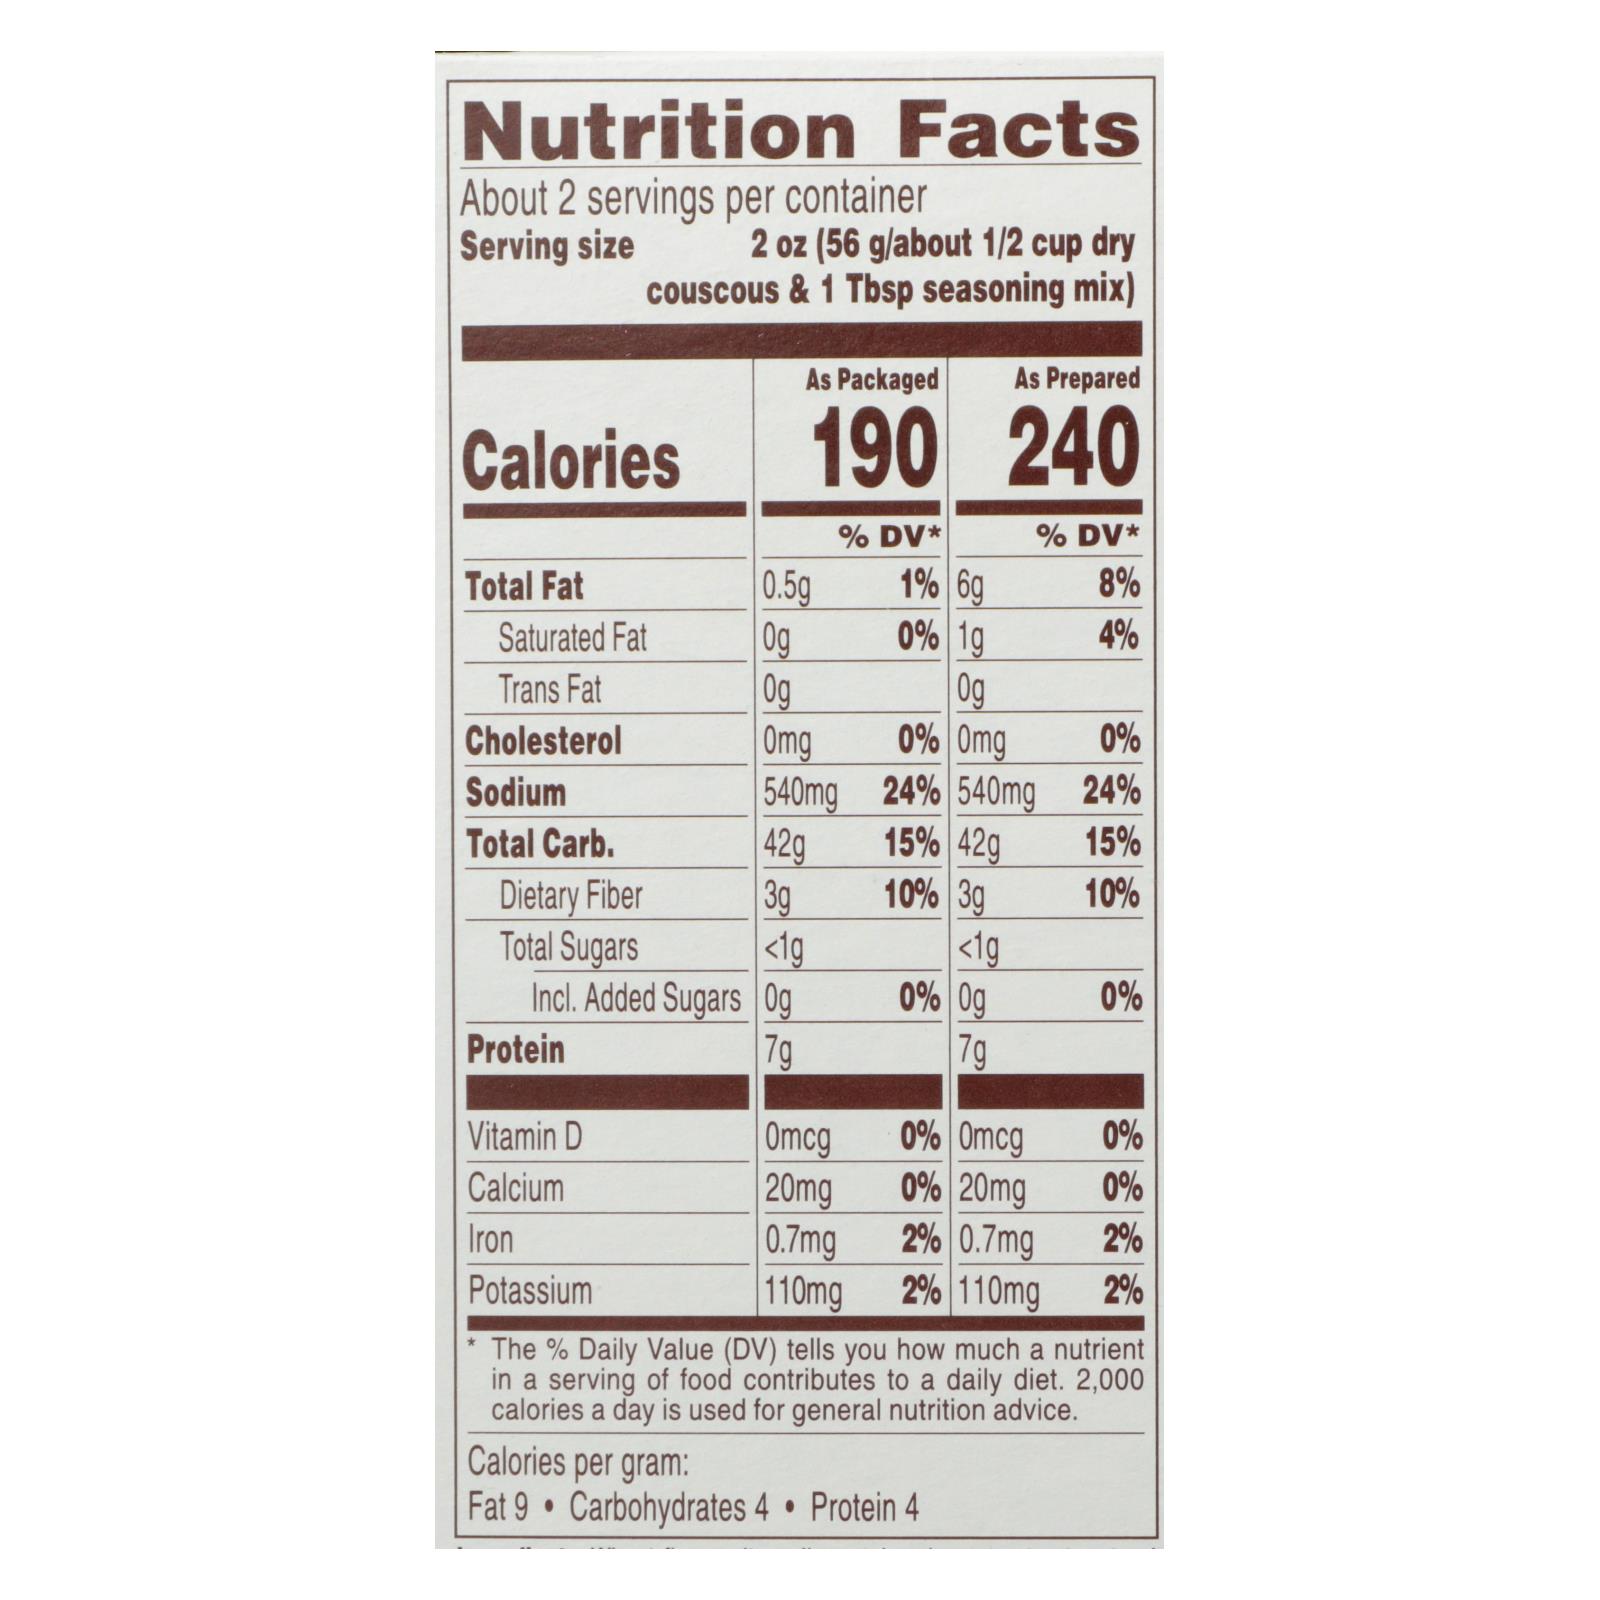 Nutrition Facts
About 2 servings per container
Serving size 2 oz (56 g/about 1/2 cup dry
couscous & 1 Tbsp seasoning mix)
As Packaged As Prepared
Calories 190 240
% DV* % DV*
Total Fat 0.5g 1% 6g 8%
Saturated Fat 0g 0% 1g 4%
Trans Fat 0g 0g
Cholesterol 0mg 0% 0mg 0%
Sodium 540mg 24% 540mg 24%
Total Carb. 42g 15% 42g 15%
Dietary Fiber 3g 10% 3g 10%
Total Sugars <1g <1g
Incl. Added Sugars 0g 0% 0g 0%
Protein 7g 7g
Vitamin D 0mcg 0% 0mcg 0%
Calcium 20mg 0% 20mg 0%
Iron 0.7mg 2% 0.7mg 2%
Potassium 110mg 2% 110mg 2%
* The % Daily Value (DV) tells you how much a nutrient
in a serving of food contributes to a daily diet. 2,000
calories a day is used for general nutrition advice.
Calories per gram:
Fat 9 • Carbohydrates 4 • Protein 4